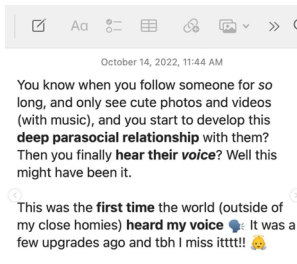 Aa
October 14, 2022, 11:44 AM
You know when you follow someone for so
long, and only see cute photos and videos
(with music), and you start to develop this
deep parasocial relationship with them?
Then you finally hear their voice? Well this
might have been it.
This was the first time the world (outside of
my close homies) heard my voice 🗣️ It was a
few upgrades ago and tbh I miss itttt!! 👵